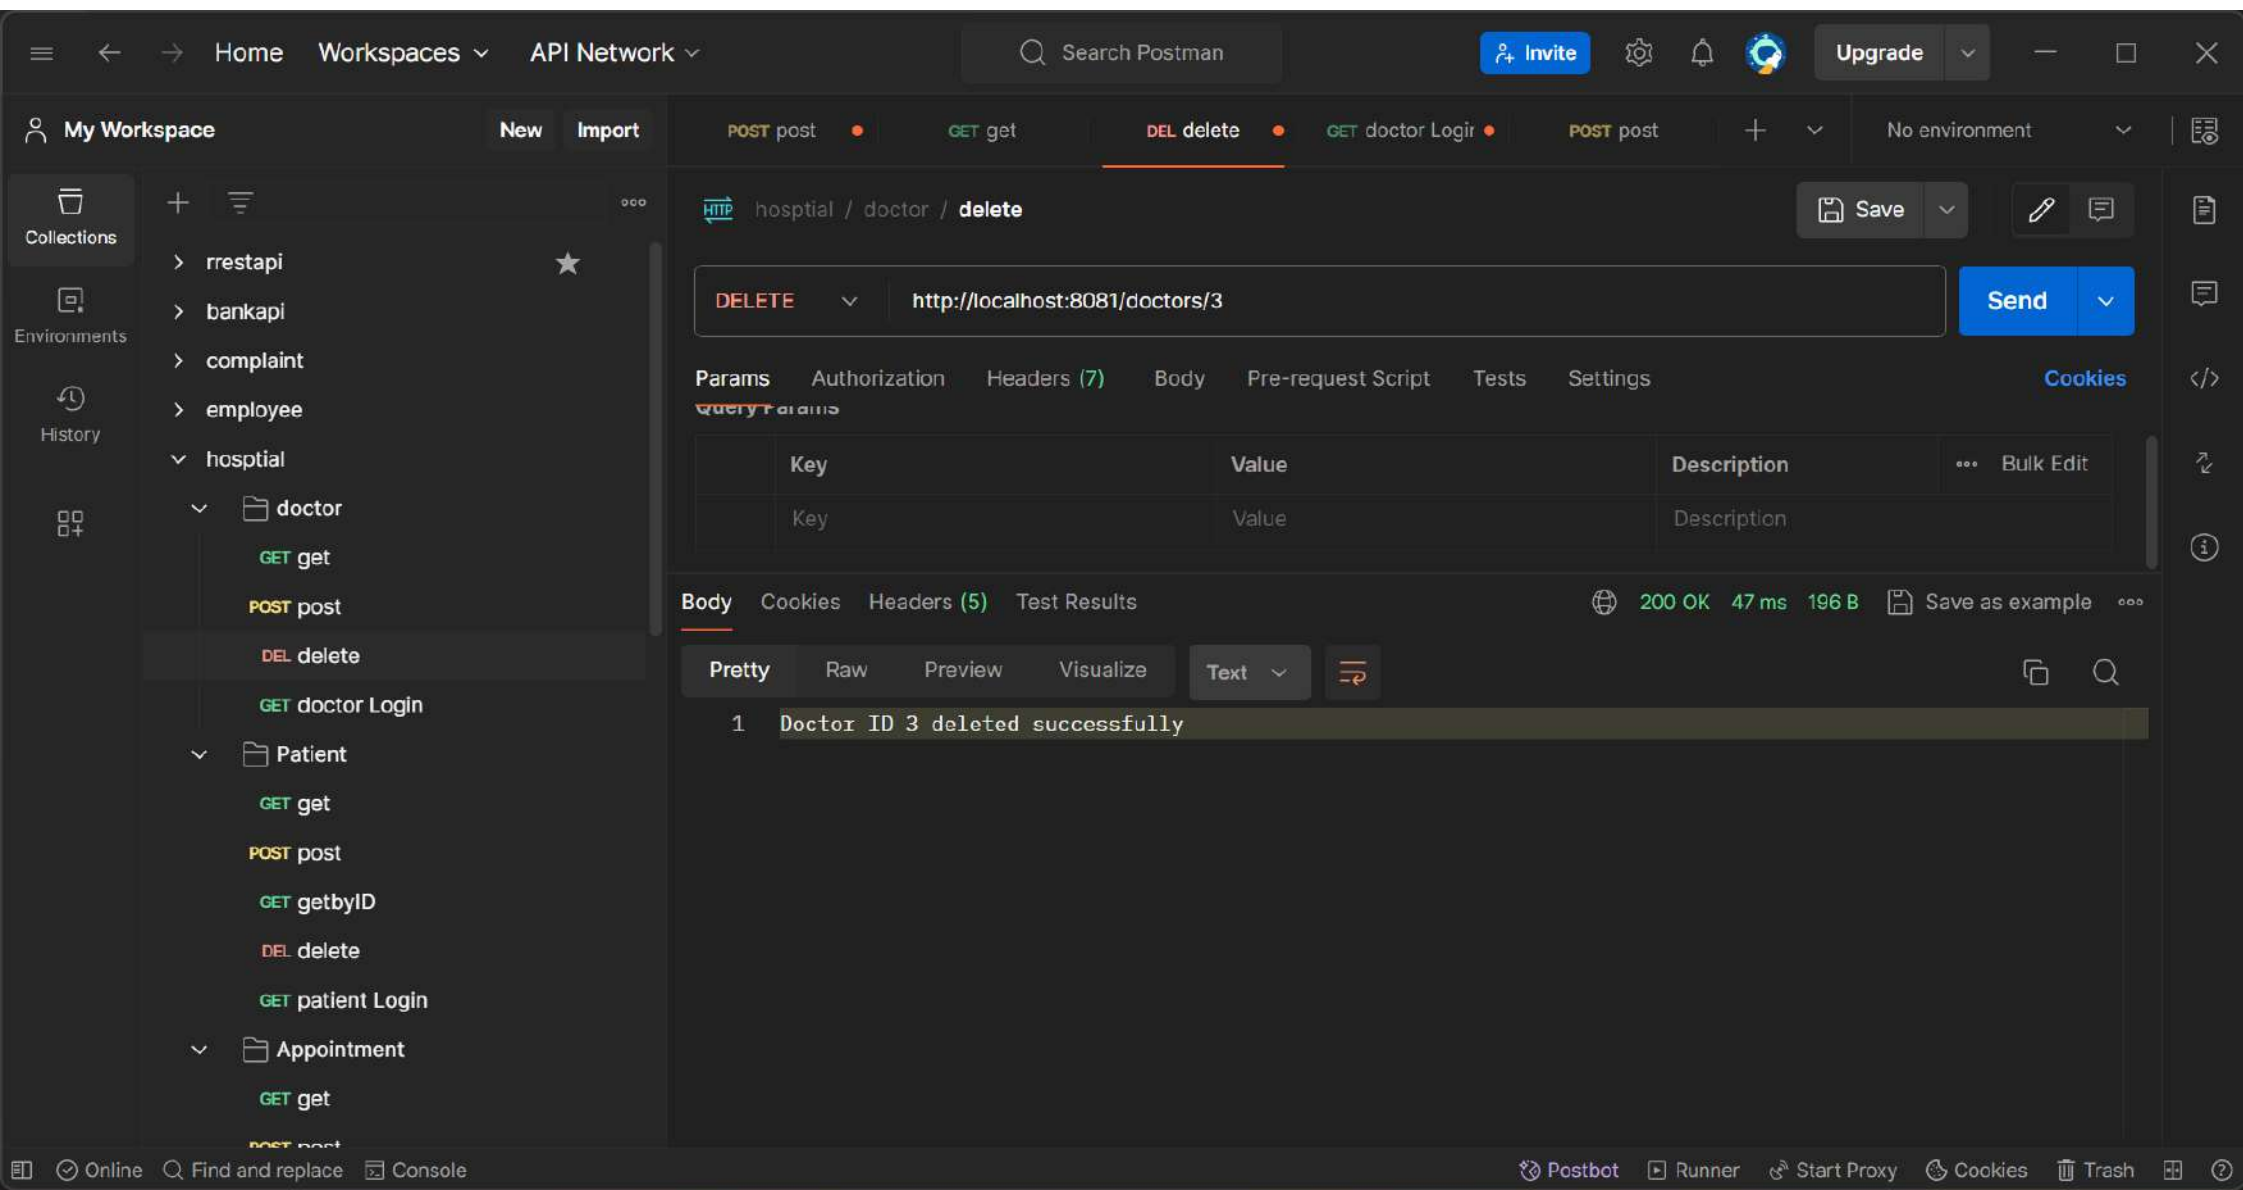 Home Workspaces API Network Search Postman Invite Upgrade
My Workspace New Import POST post GET get DEL delete GET doctor Login POST post No environment
Collections
Environments
History
rrestapi
bankapi
complaint
employee
hosptial
doctor
GET get
POST post
DEL delete
GET doctor Login
Patient
GET get
POST post
GET getbyID
DEL delete
GET patient Login
Appointment
GET get
POST post
HTTP hosptial / doctor / delete Save
DELETE http://localhost:8081/doctors/3 Send
Params Authorization Headers (7) Body Pre-request Script Tests Settings Cookies
Query Params
Key Value Description Bulk Edit
Key Value Description
Body Cookies Headers (5) Test Results 200 OK 47 ms 196 B Save as example
Pretty Raw Preview Visualize Text
1 Doctor ID 3 deleted successfully
Online Find and replace Console Postbot Runner Start Proxy Cookies Trash